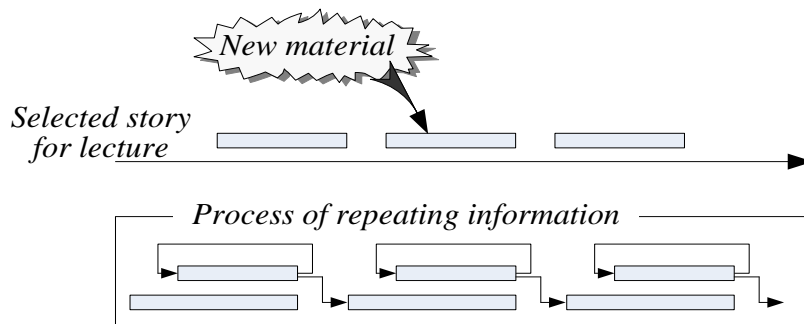 New material
Selected story
for lecture
Process of repeating information